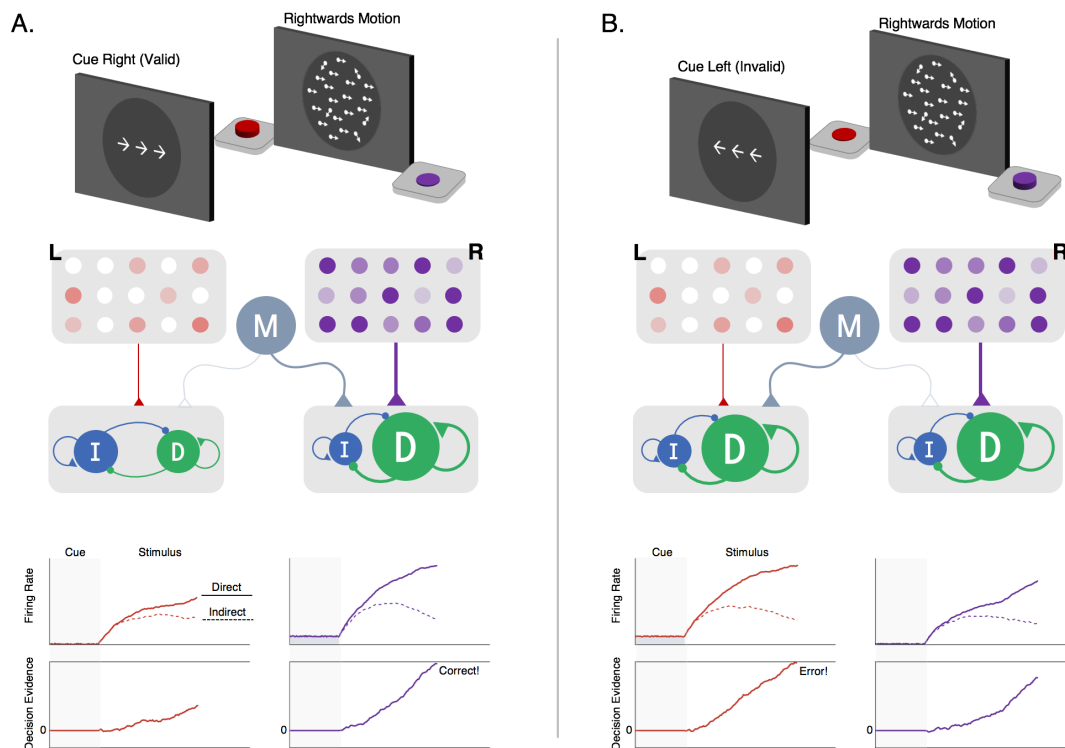 A.
Rightwards Motion
Cue Right (Valid)
L
R
M
I
D
I
D
Cue
Stimulus
Firing Rate
Direct
Indirect
Decision Evidence
0
0
Correct!
B.
Rightwards Motion
Cue Left (Invalid)
L
R
M
I
D
I
D
Cue
Stimulus
Firing Rate
Decision Evidence
0
0
Error!